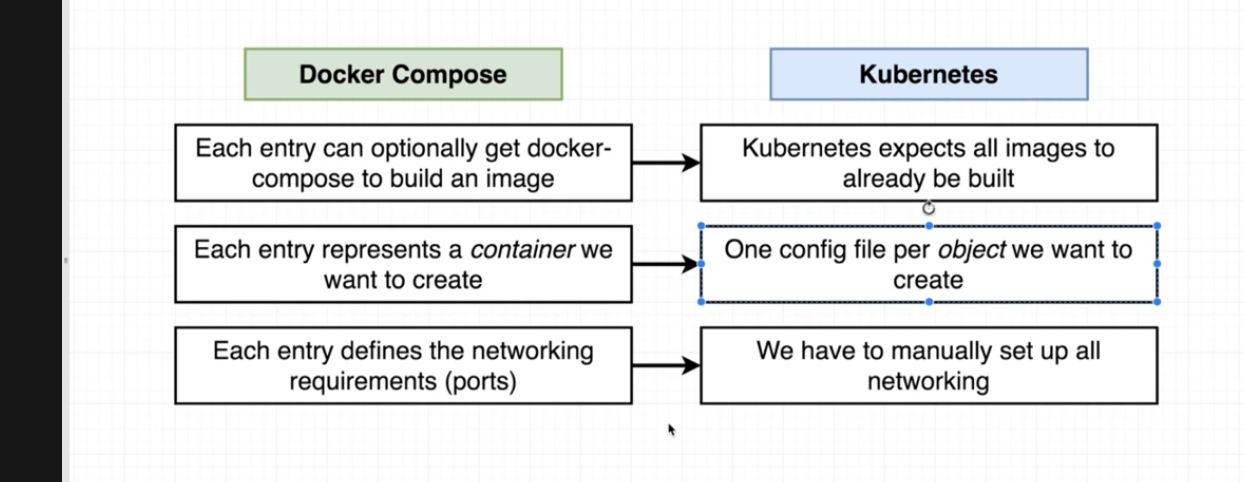 Docker Compose
Kubernetes
Each entry can optionally get docker-
compose to build an image
Kubernetes expects all images to
already be built
Each entry represents a container we
want to create
One config file per object we want to
create
Each entry defines the networking
requirements (ports)
We have to manually set up all
networking